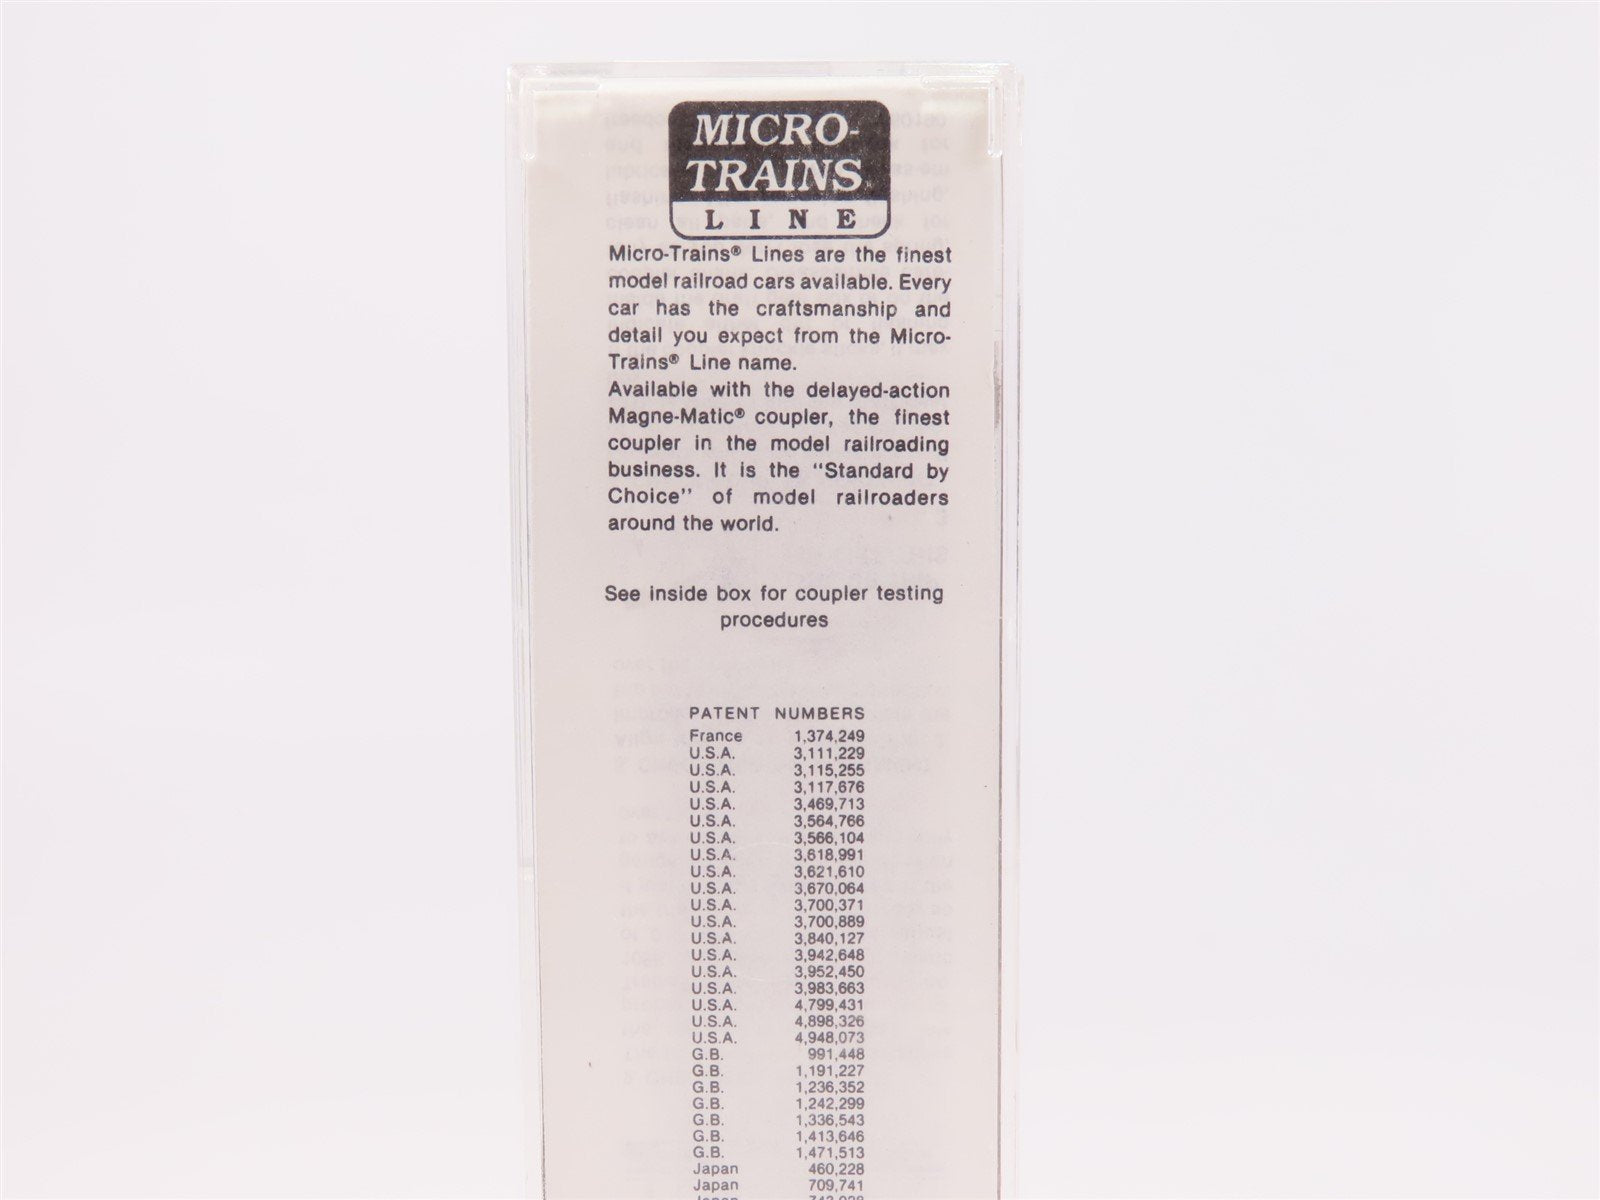 MICRO-
TRAINS
LINE
Micro-Trains® Lines are the finest
model railroad cars available. Every
car has the craftsmanship and
detail you expect from the Micro-
Trains® Line name.
Available with the delayed-action
Magne-Matic® coupler, the finest
coupler in the model railroading
business. It is the "Standard by
Choice" of model railroaders
around the world.
See inside box for coupler testing
procedures
PATENT NUMBERS
France 1,374,249
U.S.A. 3,111,229
U.S.A. 3,115,255
U.S.A. 3,117,676
U.S.A. 3,469,713
U.S.A. 3,564,766
U.S.A. 3,566,104
U.S.A. 3,618,991
U.S.A. 3,621,610
U.S.A. 3,670,064
U.S.A. 3,700,371
U.S.A. 3,700,889
U.S.A. 3,840,127
U.S.A. 3,942,648
U.S.A. 3,952,450
U.S.A. 3,983,663
U.S.A. 4,799,431
U.S.A. 4,898,326
U.S.A. 4,948,073
G.B. 991,448
G.B. 1,191,227
G.B. 1,236,352
G.B. 1,242,299
G.B. 1,336,543
G.B. 1,413,646
G.B. 1,471,513
Japan 460,228
Japan 709,741
Japan